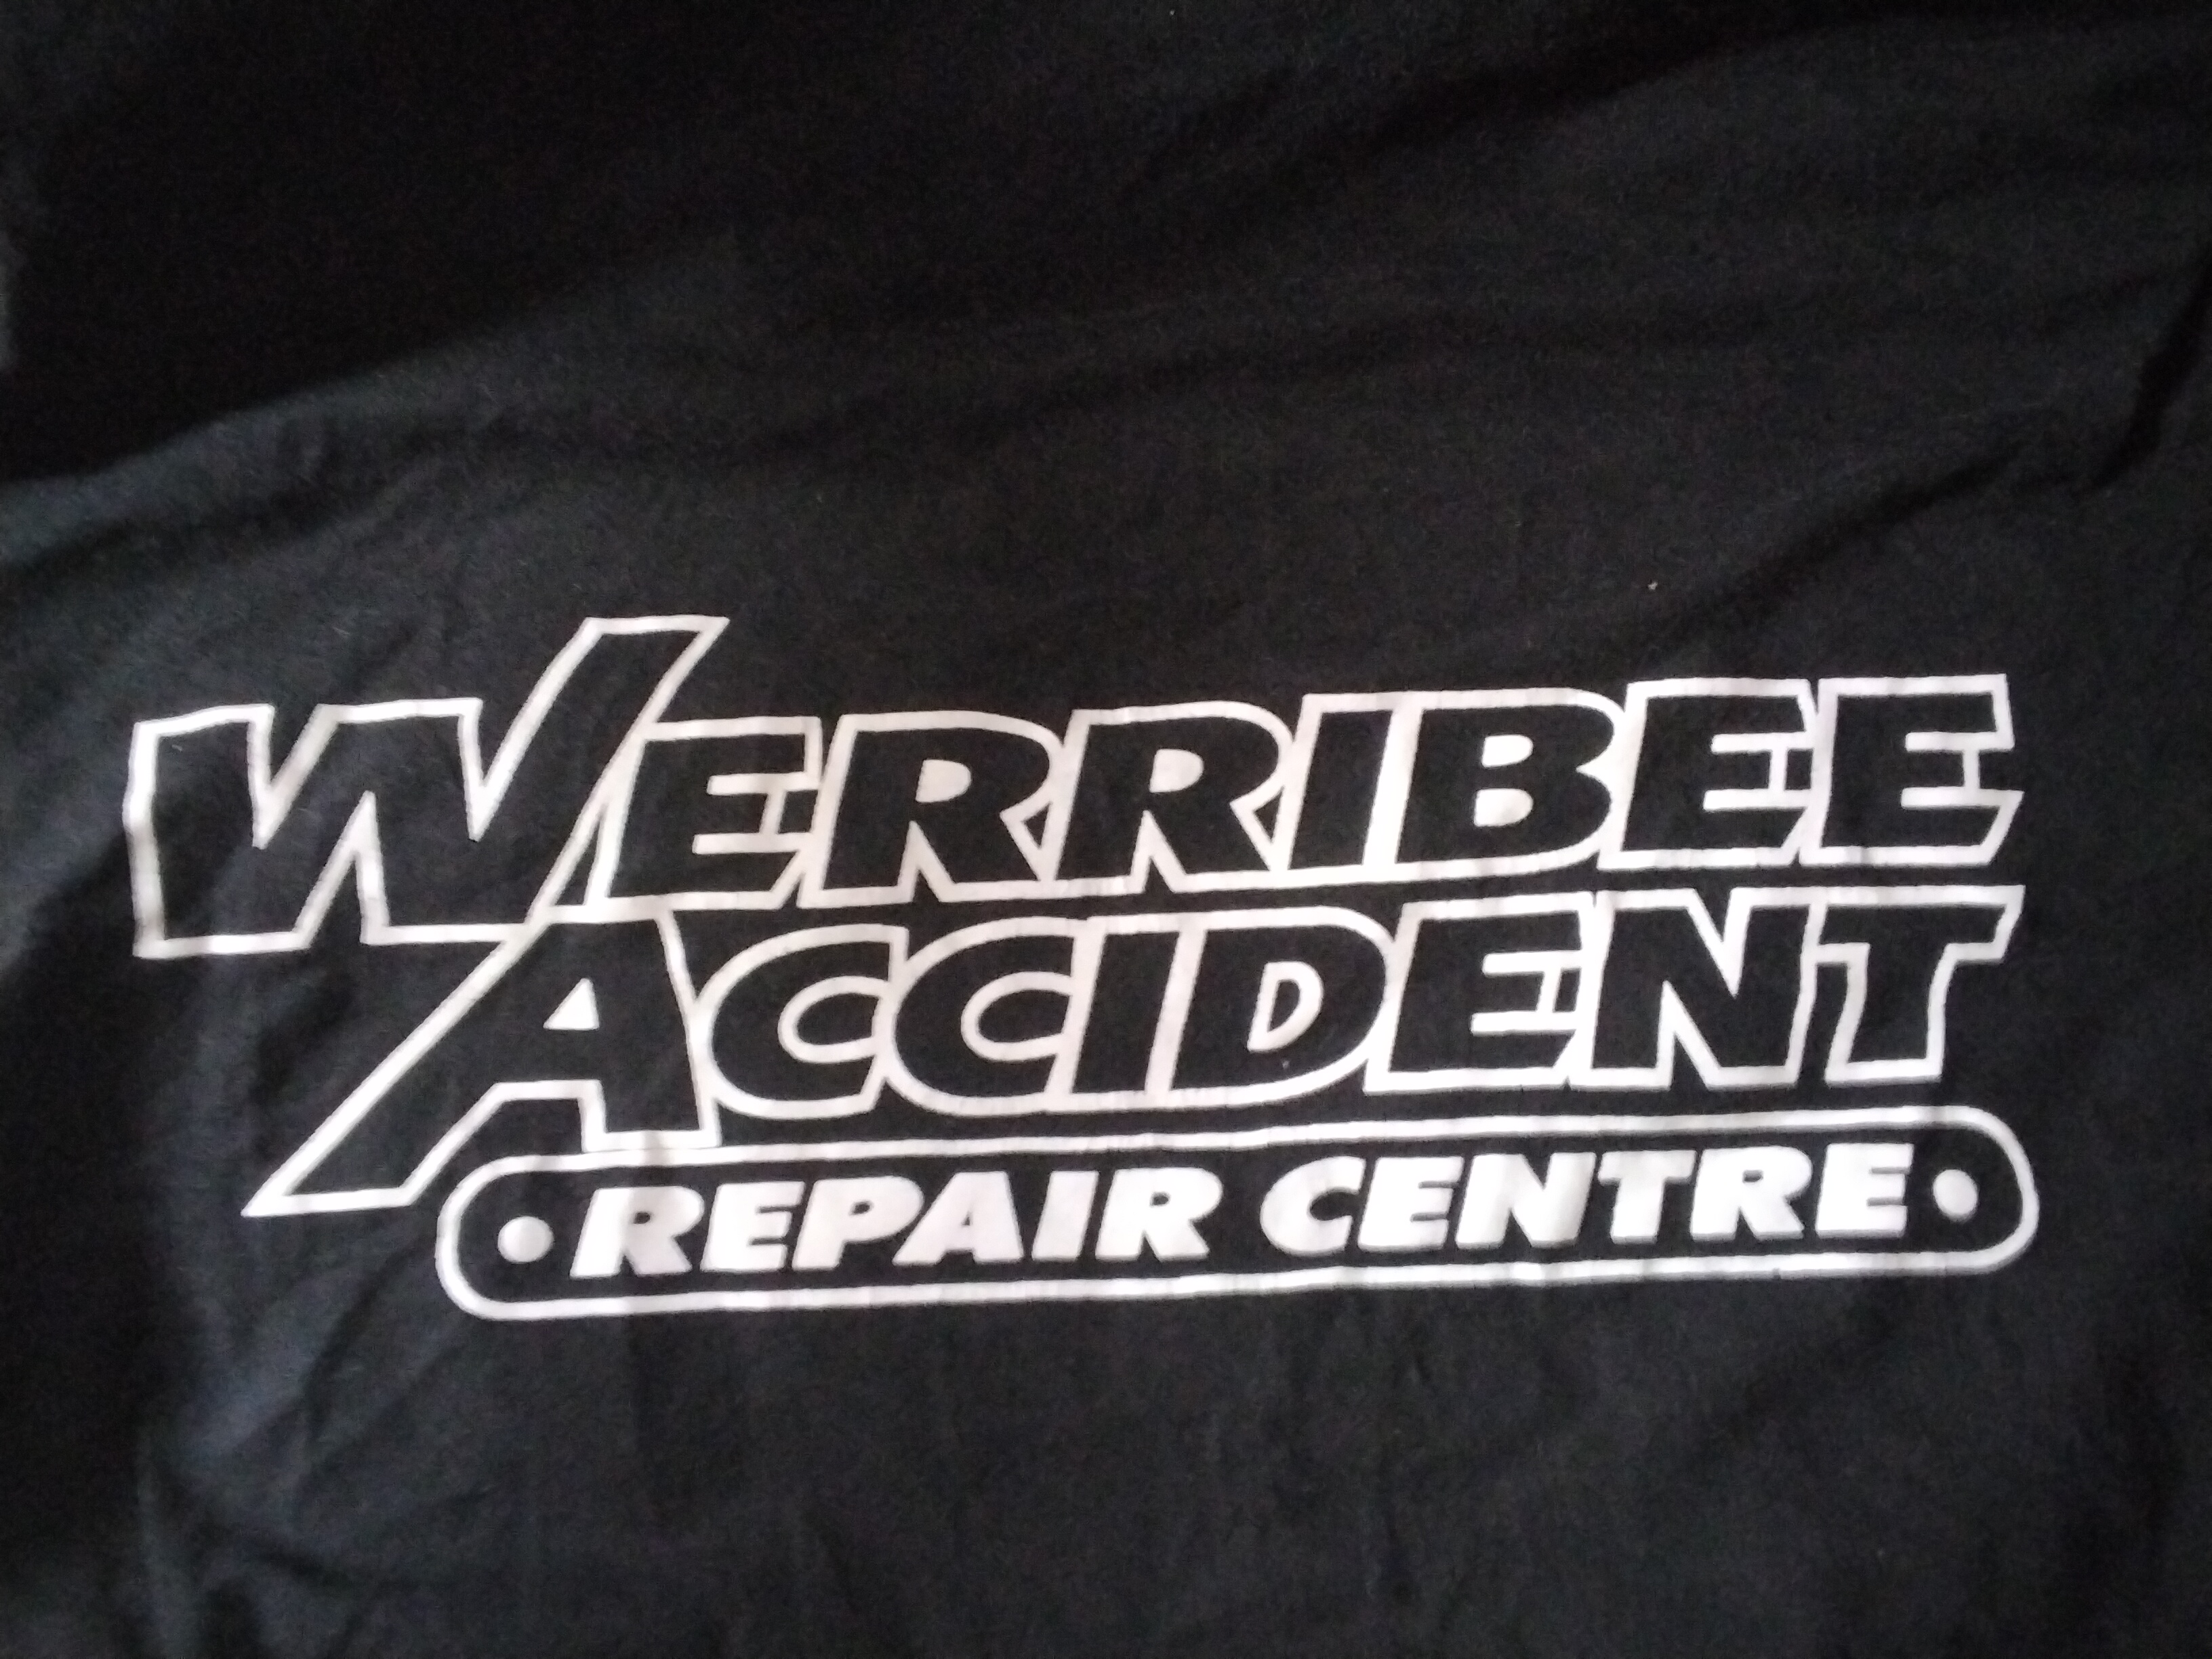 WERRIBEE
ACCIDENT
• REPAIR CENTRE •